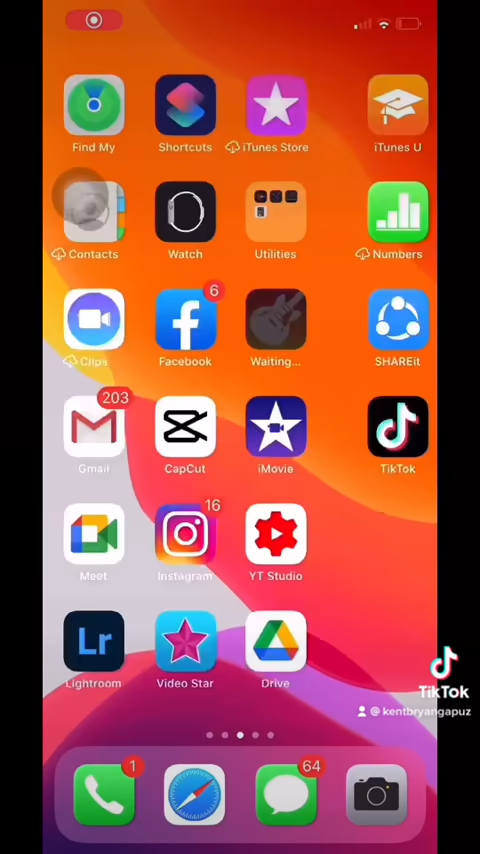 Find My Shortcuts iTunes Store iTunes U
Contacts Watch Utilities Numbers
6
Clips Facebook Waiting... SHAREit
203
Gmail CapCut iMovie TikTok
16
Meet Instagram YT Studio
Lr
Lightroom Video Star Drive
TikTok
@kentbryangapuz
1 64